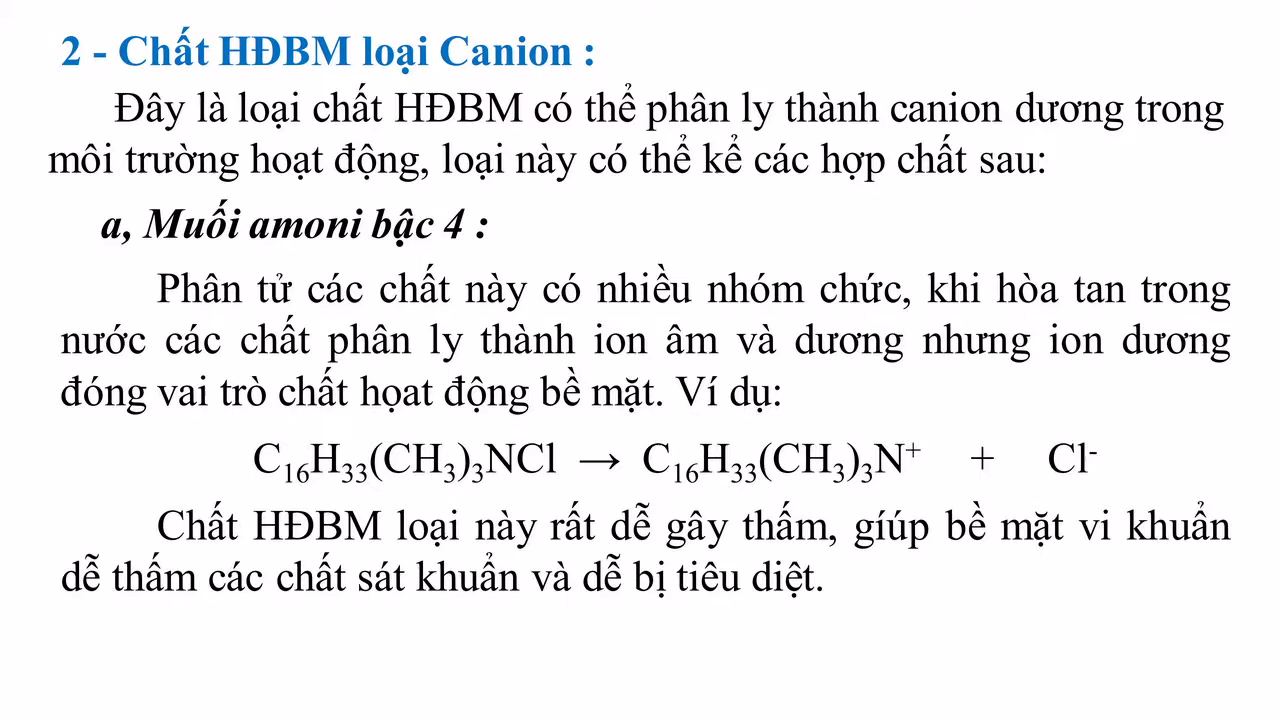 2 - Chất HĐBM loại Canion :
Đây là loại chất HĐBM có thể phân ly thành canion dương trong
môi trường hoạt động, loại này có thể kể các hợp chất sau:
a, Muối amoni bậc 4 :
Phân tử các chất này có nhiều nhóm chức, khi hòa tan trong
nước các chất phân ly thành ion âm và dương nhưng ion dương
đóng vai trò chất họat động bề mặt. Ví dụ:
C₁₆H₃₃(CH₃)₃NCl → C₁₆H₃₃(CH₃)₃N⁺ + Cl⁻
Chất HĐBM loại này rất dễ gây thấm, gíúp bề mặt vi khuẩn
dễ thấm các chất sát khuẩn và dễ bị tiêu diệt.